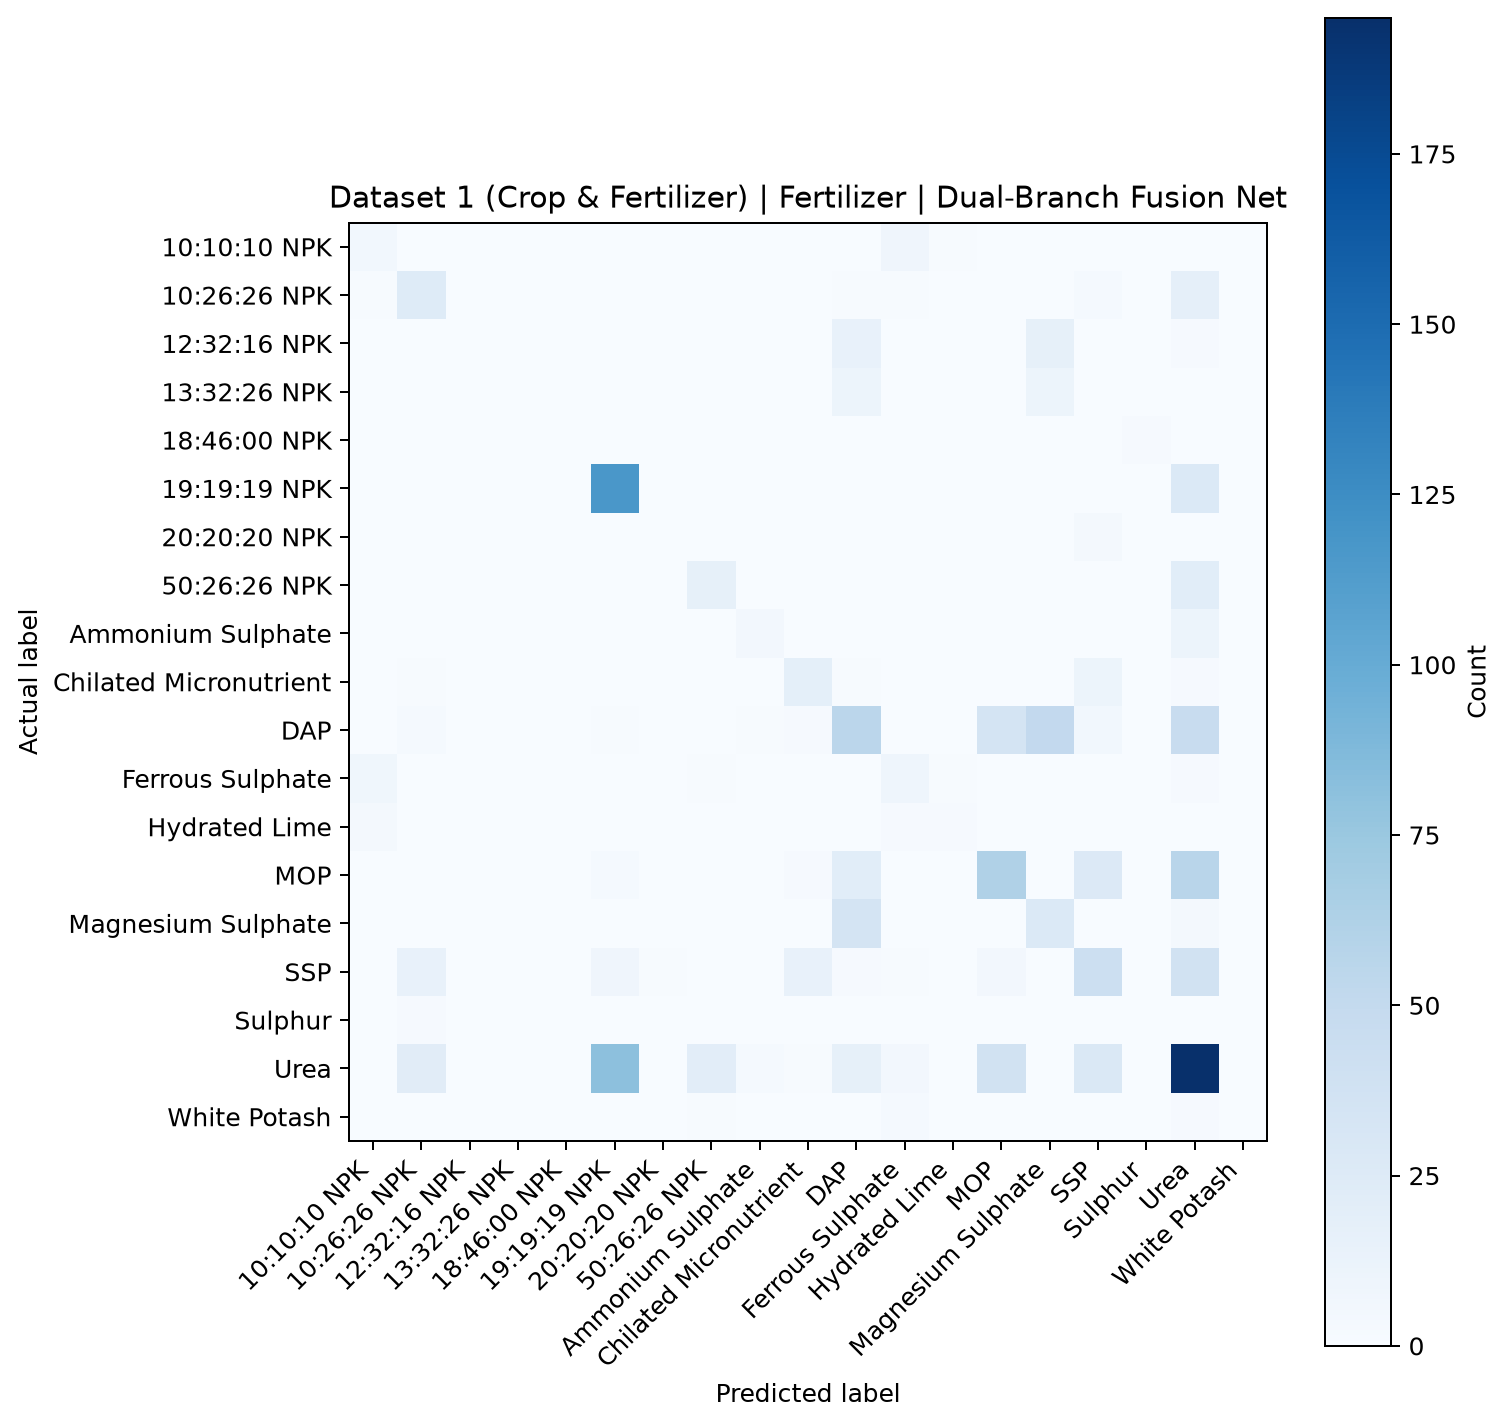 Dataset 1 (Crop & Fertilizer) | Fertilizer | Dual-Branch Fusion Net
Actual label
10:10:10 NPK
10:26:26 NPK
12:32:16 NPK
13:32:26 NPK
18:46:00 NPK
19:19:19 NPK
20:20:20 NPK
50:26:26 NPK
Ammonium Sulphate
Chilated Micronutrient
DAP
Ferrous Sulphate
Hydrated Lime
MOP
Magnesium Sulphate
SSP
Sulphur
Urea
White Potash
10:10:10 NPK
10:26:26 NPK
12:32:16 NPK
13:32:26 NPK
18:46:00 NPK
19:19:19 NPK
20:20:20 NPK
50:26:26 NPK
Ammonium Sulphate
Chilated Micronutrient
DAP
Ferrous Sulphate
Hydrated Lime
MOP
Magnesium Sulphate
SSP
Sulphur
Urea
White Potash
Predicted label
175
150
125
100
75
50
25
0
Count